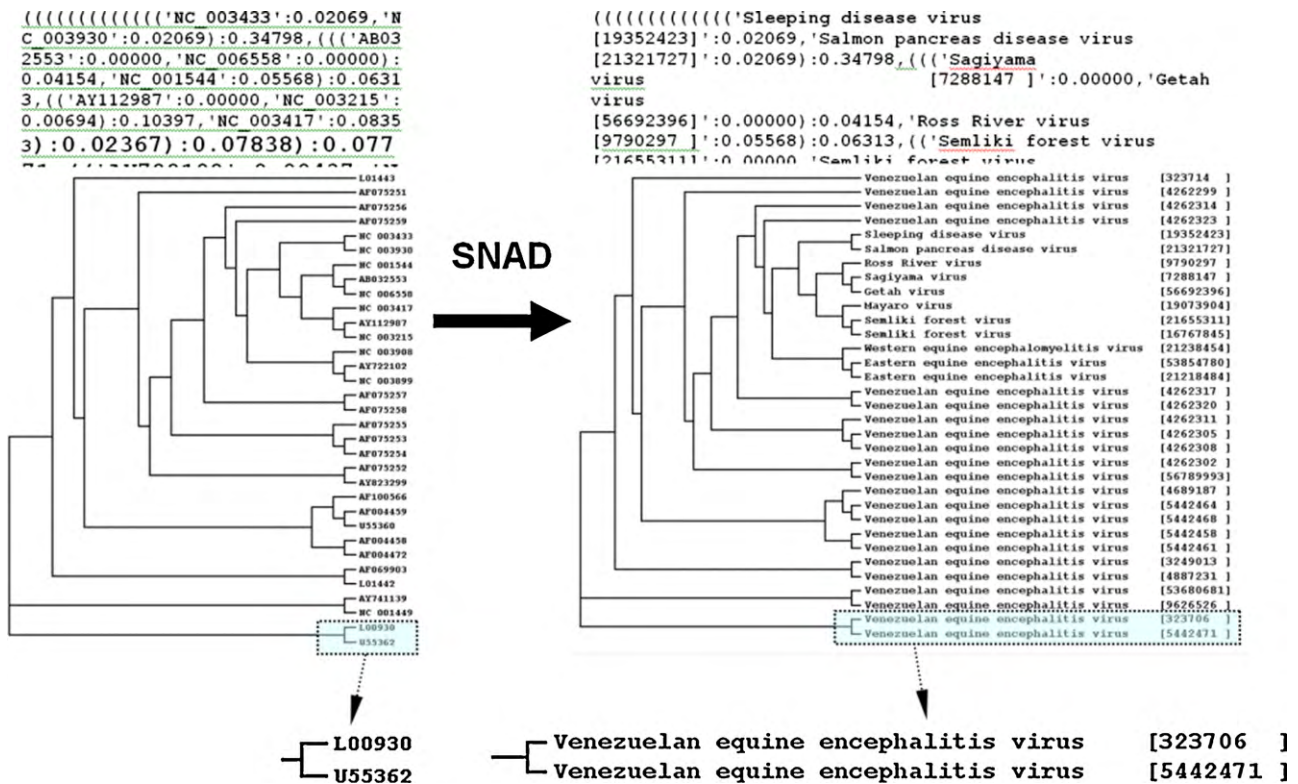 ((((((((((((('NC_003433':0.02069,'N
C_003930':0.02069):0.34798,((('AB03
2553':0.00000,'NC_006558':0.00000):
0.04154,'NC_001544':0.05568):0.0631
3,(('AY112987':0.00000,'NC_003215':
0.00694):0.10397,'NC_003417':0.0835
3):0.02367):0.07838):0.077
L01443
AF075251
AF075256
AF075259
NC 003433
NC 003930
NC 001544
AB032553
NC 006558
NC 003417
AY112987
NC 003215
NC 003908
AY722102
NC 003899
AF075257
AF075258
AF075255
AF075253
AF075254
AF075252
AY823299
AF100566
AF004459
U55360
AF004458
AF004472
AF069903
L01442
AY741139
NC 001449
L00930
U55362
L00930
U55362
SNAD
((((((((((((('Sleeping disease virus
[19352423]':0.02069,'Salmon pancreas disease virus
[21321727]':0.02069):0.34798,((('Sagiyama
virus [7288147 ]':0.00000,'Getah
virus
[56692396]':0.00000):0.04154,'Ross River virus
[9790297 ]':0.05568):0.06313,(('Semliki forest virus
[21655311]':0.00000,'Semliki forest virus
Venezuelan equine encephalitis virus [323714 ]
Venezuelan equine encephalitis virus [4262299 ]
Venezuelan equine encephalitis virus [4262314 ]
Venezuelan equine encephalitis virus [4262323 ]
Sleeping disease virus [19352423]
Salmon pancreas disease virus [21321727]
Ross River virus [9790297 ]
Sagiyama virus [7288147 ]
Getah virus [56692396]
Mayaro virus [19073904]
Semliki forest virus [21655311]
Semliki forest virus [16767845]
Western equine encephalomyelitis virus [21238454]
Eastern equine encephalitis virus [53854780]
Eastern equine encephalitis virus [21218484]
Venezuelan equine encephalitis virus [4262317 ]
Venezuelan equine encephalitis virus [4262320 ]
Venezuelan equine encephalitis virus [4262311 ]
Venezuelan equine encephalitis virus [4262305 ]
Venezuelan equine encephalitis virus [4262308 ]
Venezuelan equine encephalitis virus [4262302 ]
Venezuelan equine encephalitis virus [56789993]
Venezuelan equine encephalitis virus [4689187 ]
Venezuelan equine encephalitis virus [5442464 ]
Venezuelan equine encephalitis virus [5442468 ]
Venezuelan equine encephalitis virus [5442458 ]
Venezuelan equine encephalitis virus [5442461 ]
Venezuelan equine encephalitis virus [3249013 ]
Venezuelan equine encephalitis virus [4887231 ]
Venezuelan equine encephalitis virus [53680681]
Venezuelan equine encephalitis virus [9626526 ]
Venezuelan equine encephalitis virus [323706 ]
Venezuelan equine encephalitis virus [5442471 ]
Venezuelan equine encephalitis virus [323706 ]
Venezuelan equine encephalitis virus [5442471 ]